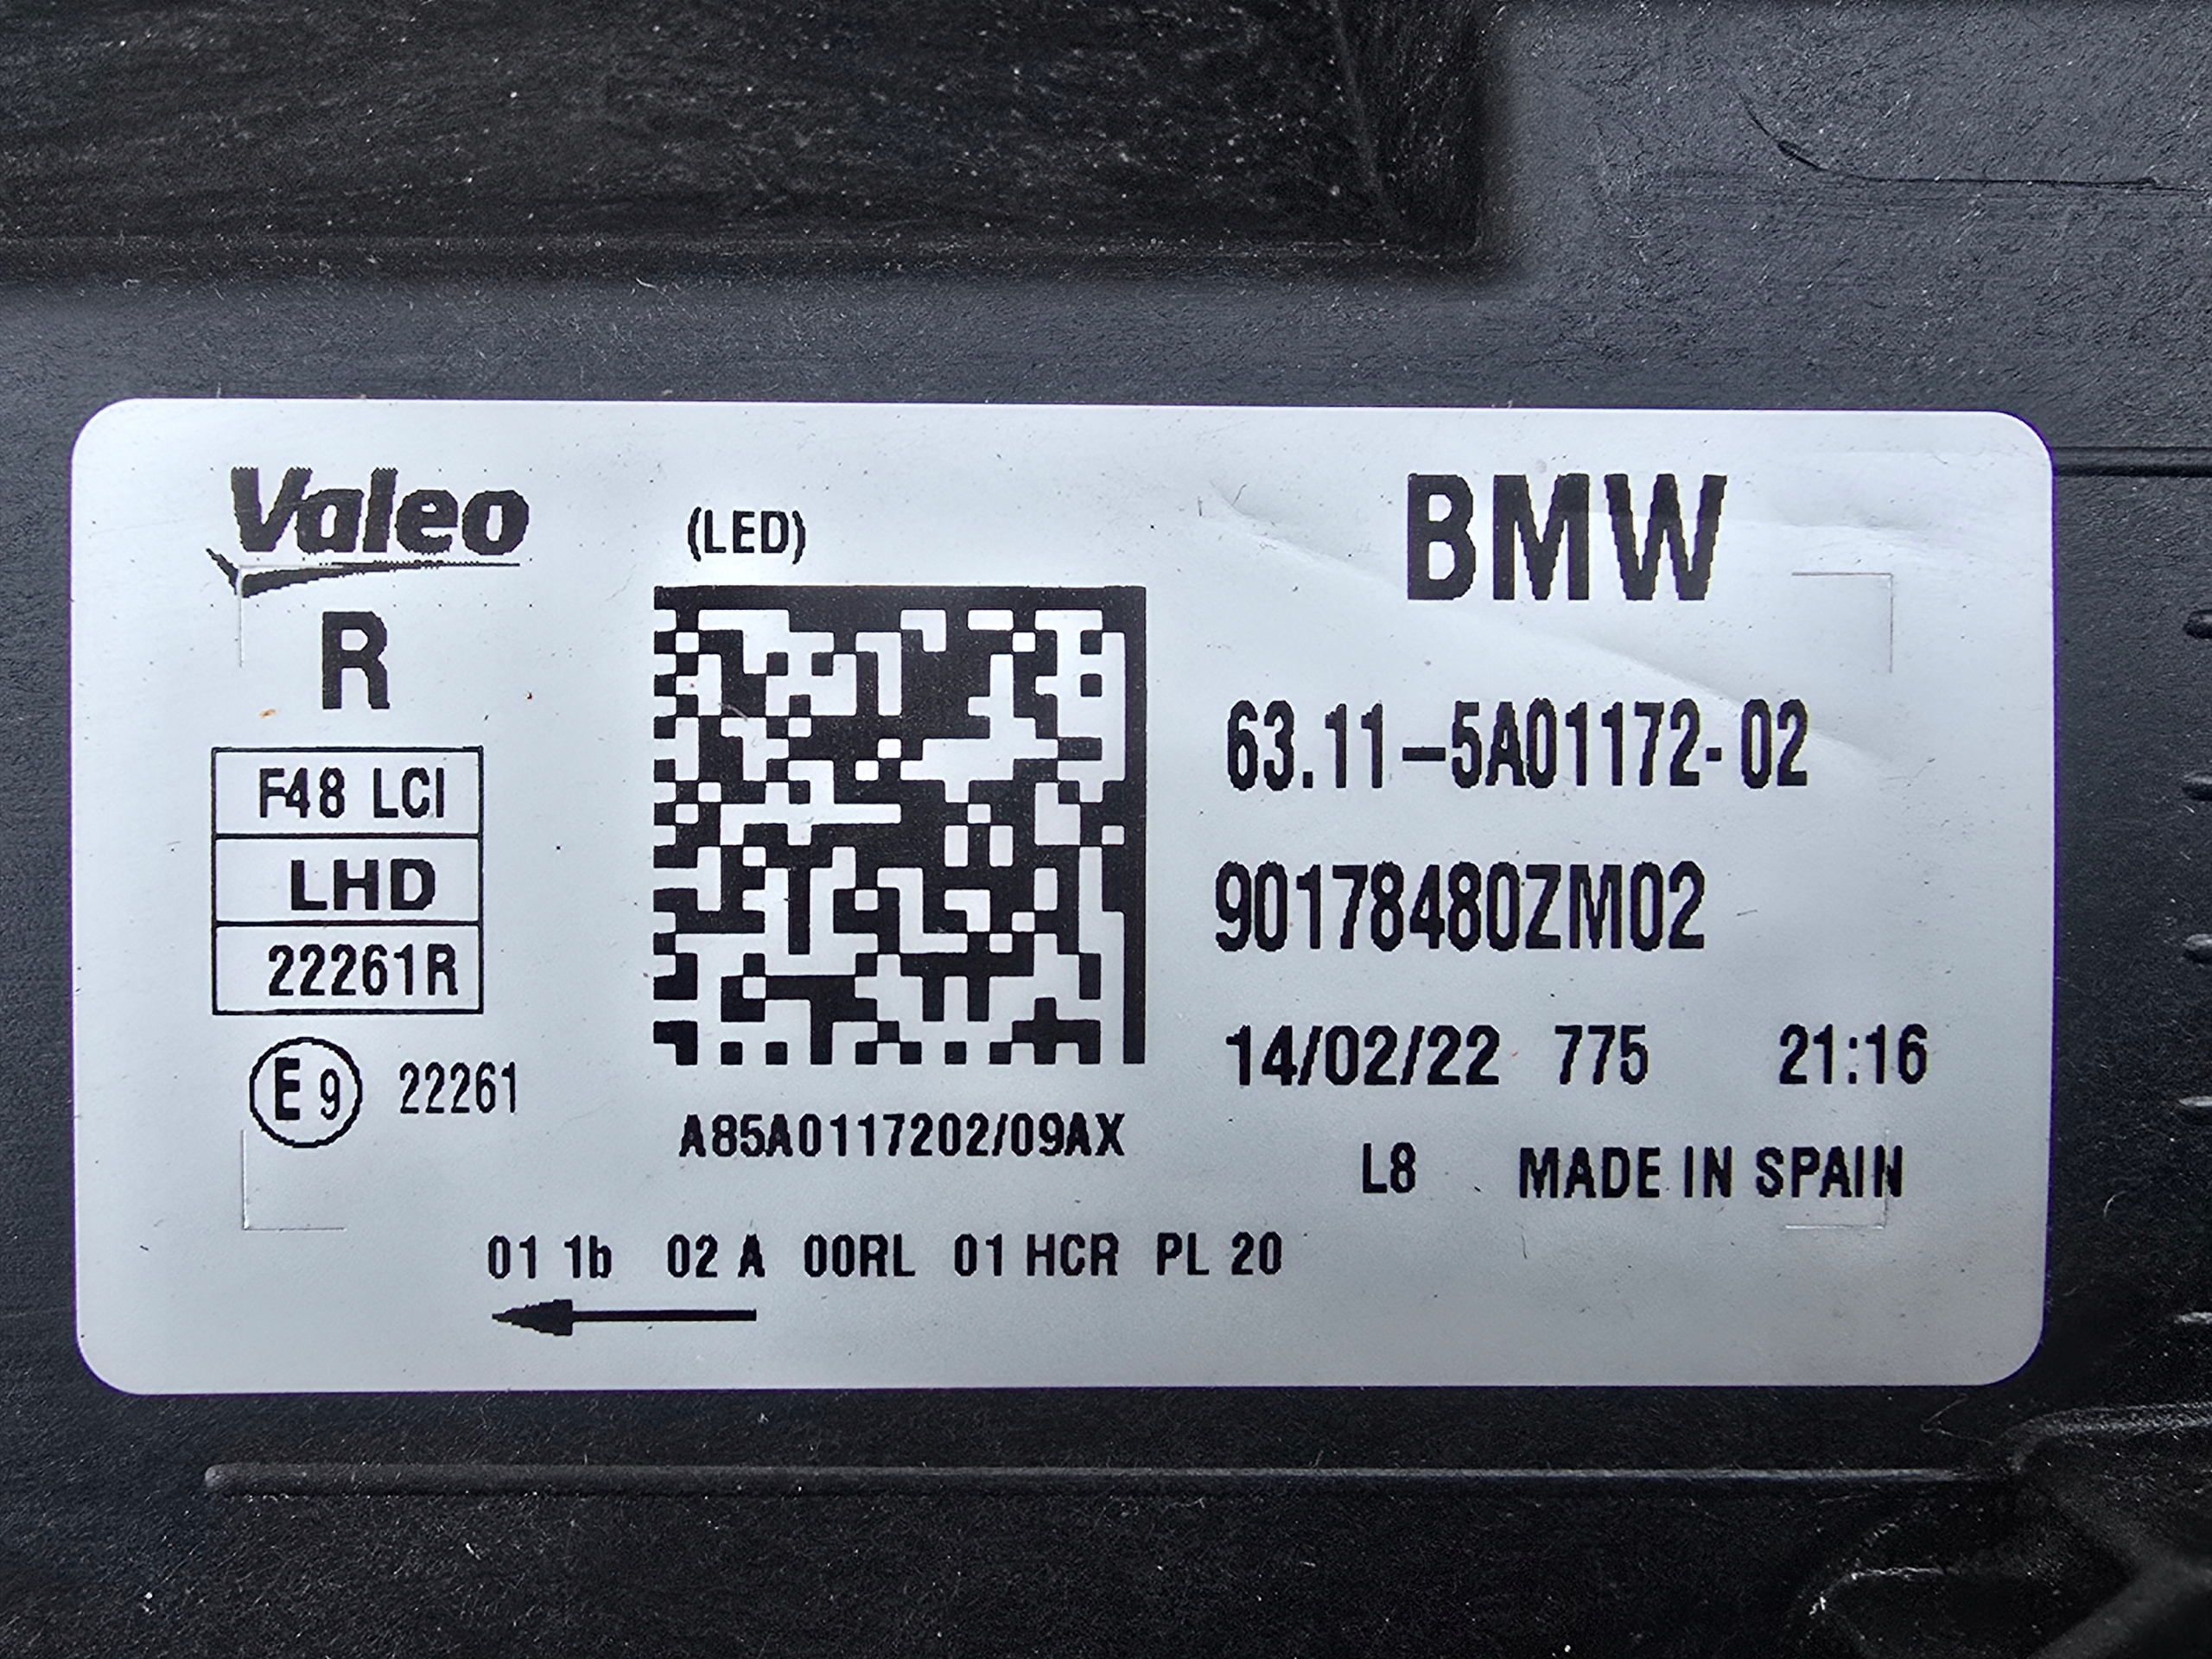 Valeo
(LED)
BMW
R
F48 LCI
LHD
22261R
E9 22261
A85A0117202/09AX
63.11-5A01172-02
90178480ZM02
14/02/22 775 21:16
L8 MADE IN SPAIN
01 1b 02 A 00RL 01 HCR PL 20